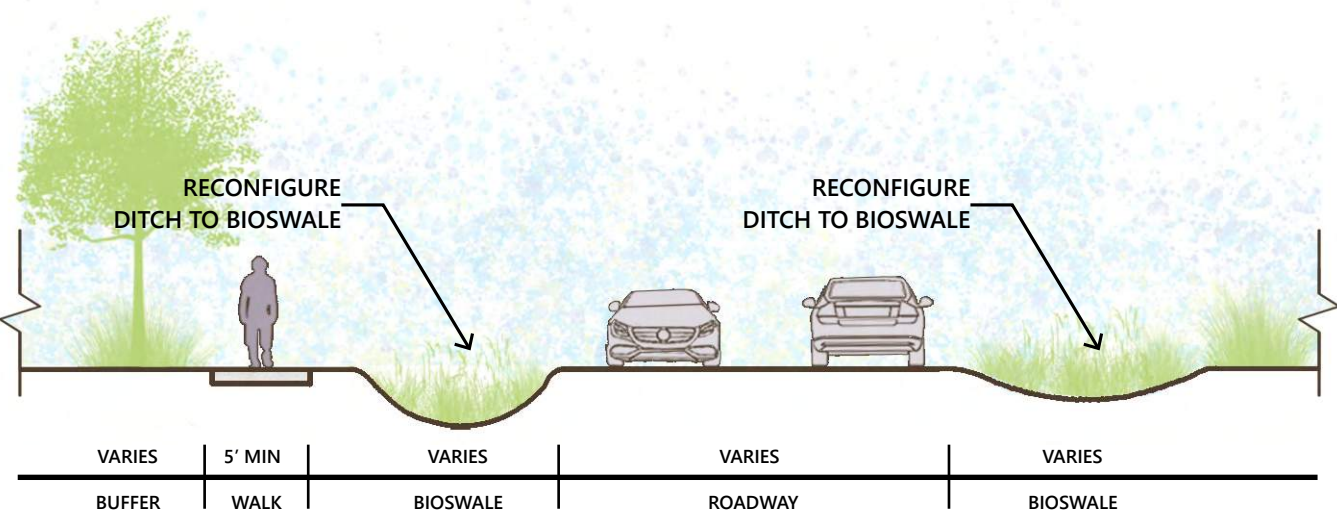 RECONFIGURE
DITCH TO BIOSWALE
RECONFIGURE
DITCH TO BIOSWALE
VARIES 5’ MIN VARIES VARIES VARIES
BUFFER WALK BIOSWALE ROADWAY BIOSWALE